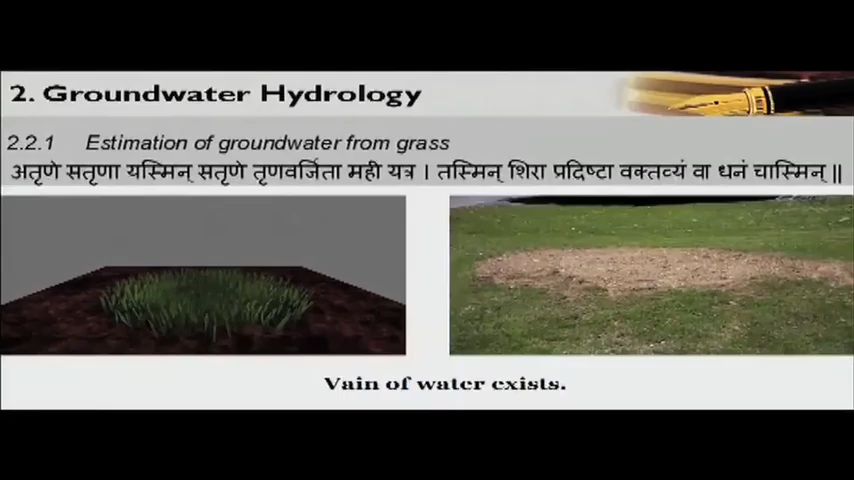 2. Groundwater Hydrology
2.2.1 Estimation of groundwater from grass
अतृणे सतृणा यस्मिन् सतृणे तृणवर्जिता मही यत्र । तस्मिन् शिरा प्रदिष्टा वक्तव्यं वा धनं चास्मिन् ॥
Vain of water exists.